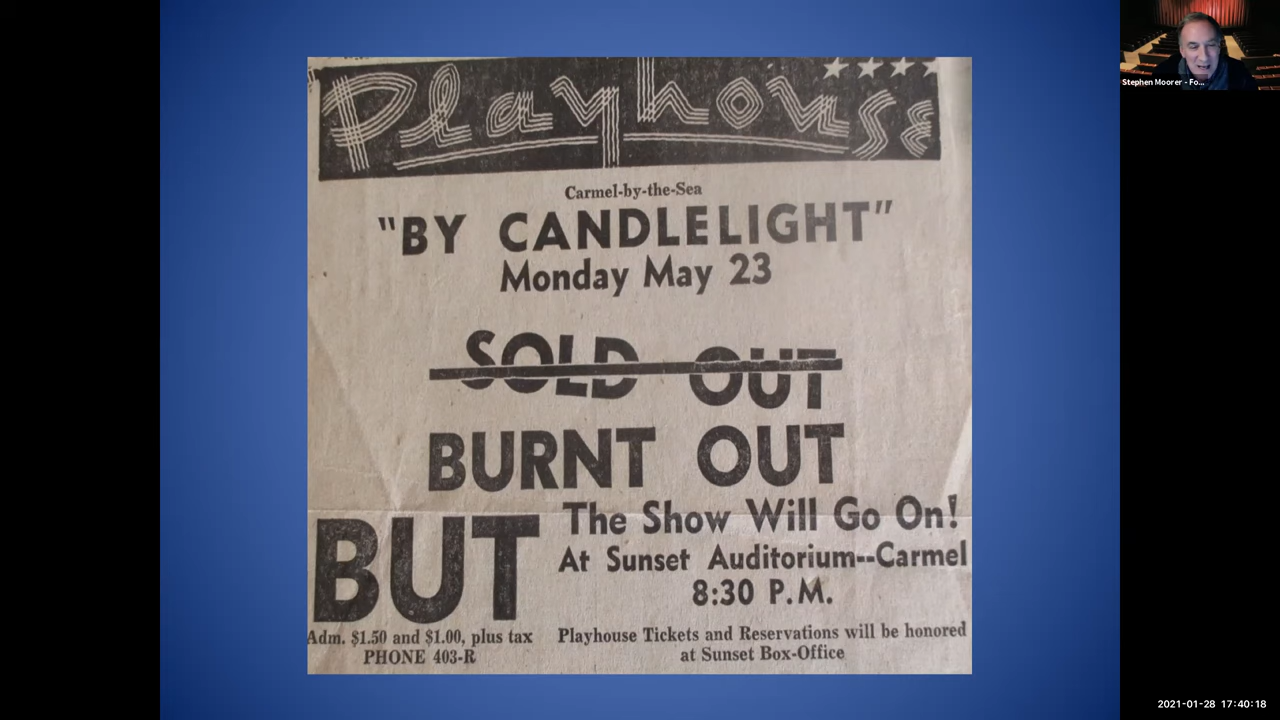 Playhouse
Carmel-by-the-Sea
"BY CANDLELIGHT"
Monday May 23
SOLD OUT
BURNT OUT
BUT
The Show Will Go On!
At Sunset Auditorium--Carmel
8:30 P.M.
Adm. $1.50 and $1.00, plus tax
PHONE 403-R
Playhouse Tickets and Reservations will be honored
at Sunset Box-Office
Stephen Moorer - Fo...
2021-01-28 17:40:18